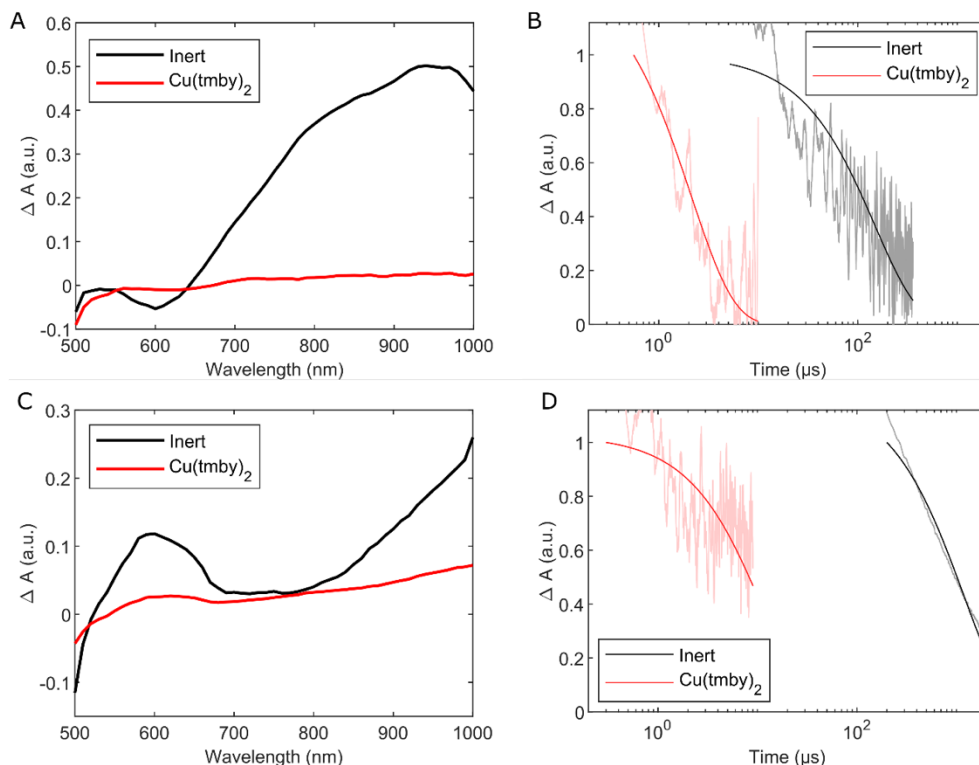 A
0.6
0.5
0.4
0.3
0.2
0.1
0
-0.1
Δ A (a.u.)
Inert
Cu(tmby)2
500 600 700 800 900 1000
Wavelength (nm)
B
1
0.8
0.6
0.4
0.2
0
Δ A (a.u.)
Inert
Cu(tmby)2
10^0 10^2
Time (µs)
C
0.3
0.2
0.1
0
-0.1
Δ A (a.u.)
Inert
Cu(tmby)2
500 600 700 800 900 1000
Wavelength (nm)
D
1
0.8
0.6
0.4
0.2
0
Δ A (a.u.)
Inert
Cu(tmby)2
10^0 10^2
Time (µs)